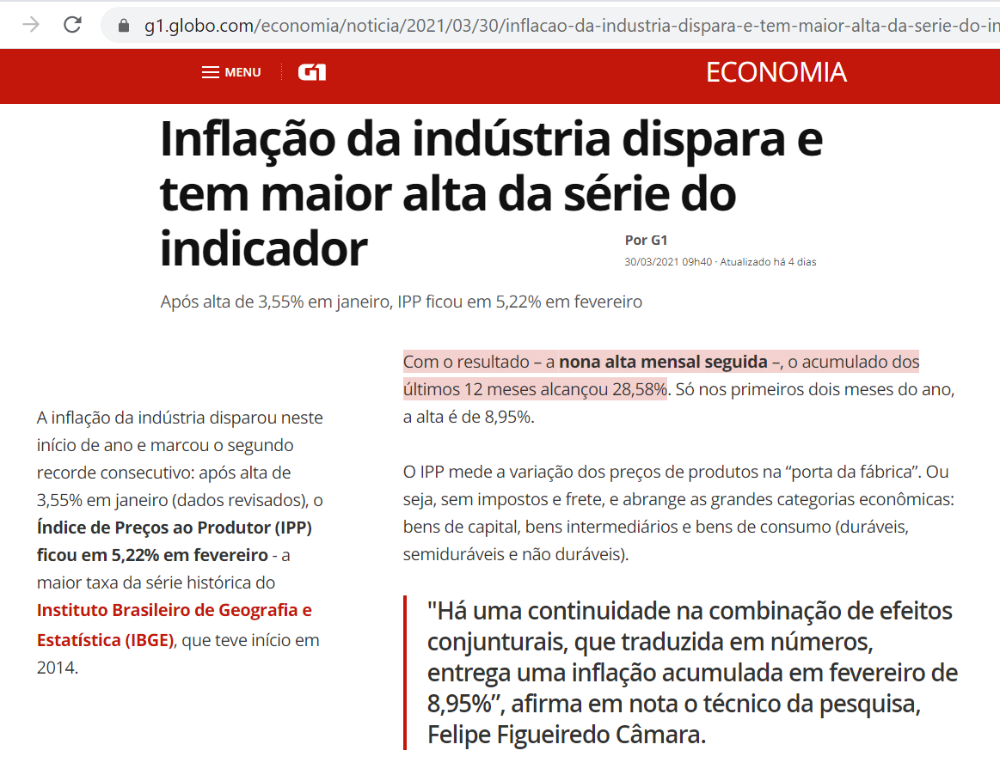 g1.globo.com/economia/noticia/2021/03/30/inflacao-da-industria-dispara-e-tem-maior-alta-da-serie-do-in
MENU
G1
ECONOMIA
Inflação da indústria dispara e
tem maior alta da série do
indicador
Por G1
30/03/2021 09h40 · Atualizado há 4 dias
Após alta de 3,55% em janeiro, IPP ficou em 5,22% em fevereiro
A inflação da indústria disparou neste
início de ano e marcou o segundo
recorde consecutivo: após alta de
3,55% em janeiro (dados revisados), o
Índice de Preços ao Produtor (IPP)
ficou em 5,22% em fevereiro - a
maior taxa da série histórica do
Instituto Brasileiro de Geografia e
Estatística (IBGE), que teve início em
2014.
Com o resultado – a nona alta mensal seguida –, o acumulado dos
últimos 12 meses alcançou 28,58%. Só nos primeiros dois meses do ano,
a alta é de 8,95%.
O IPP mede a variação dos preços de produtos na “porta da fábrica”. Ou
seja, sem impostos e frete, e abrange as grandes categorias econômicas:
bens de capital, bens intermediários e bens de consumo (duráveis,
semiduráveis e não duráveis).
"Há uma continuidade na combinação de efeitos
conjunturais, que traduzida em números,
entrega uma inflação acumulada em fevereiro de
8,95%”, afirma em nota o técnico da pesquisa,
Felipe Figueiredo Câmara.